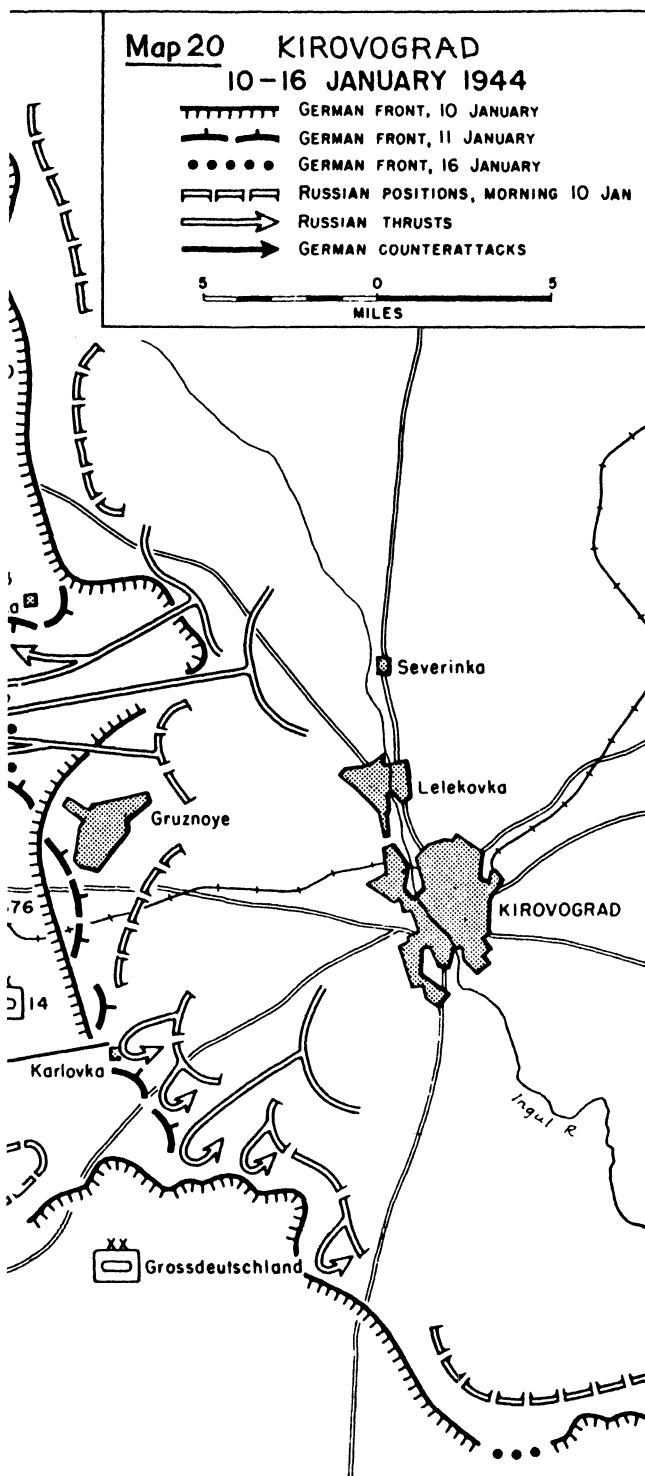 Map 20 KIROVOGRAD
10-16 JANUARY 1944
GERMAN FRONT, 10 JANUARY
GERMAN FRONT, 11 JANUARY
GERMAN FRONT, 16 JANUARY
RUSSIAN POSITIONS, MORNING 10 JAN
RUSSIAN THRUSTS
GERMAN COUNTERATTACKS
5 0 5
MILES
a
Severinka
Lelekovka
Gruznoye
KIROVOGRAD
376
14
Karlovka
Ingul R
XX
Grossdeutschland